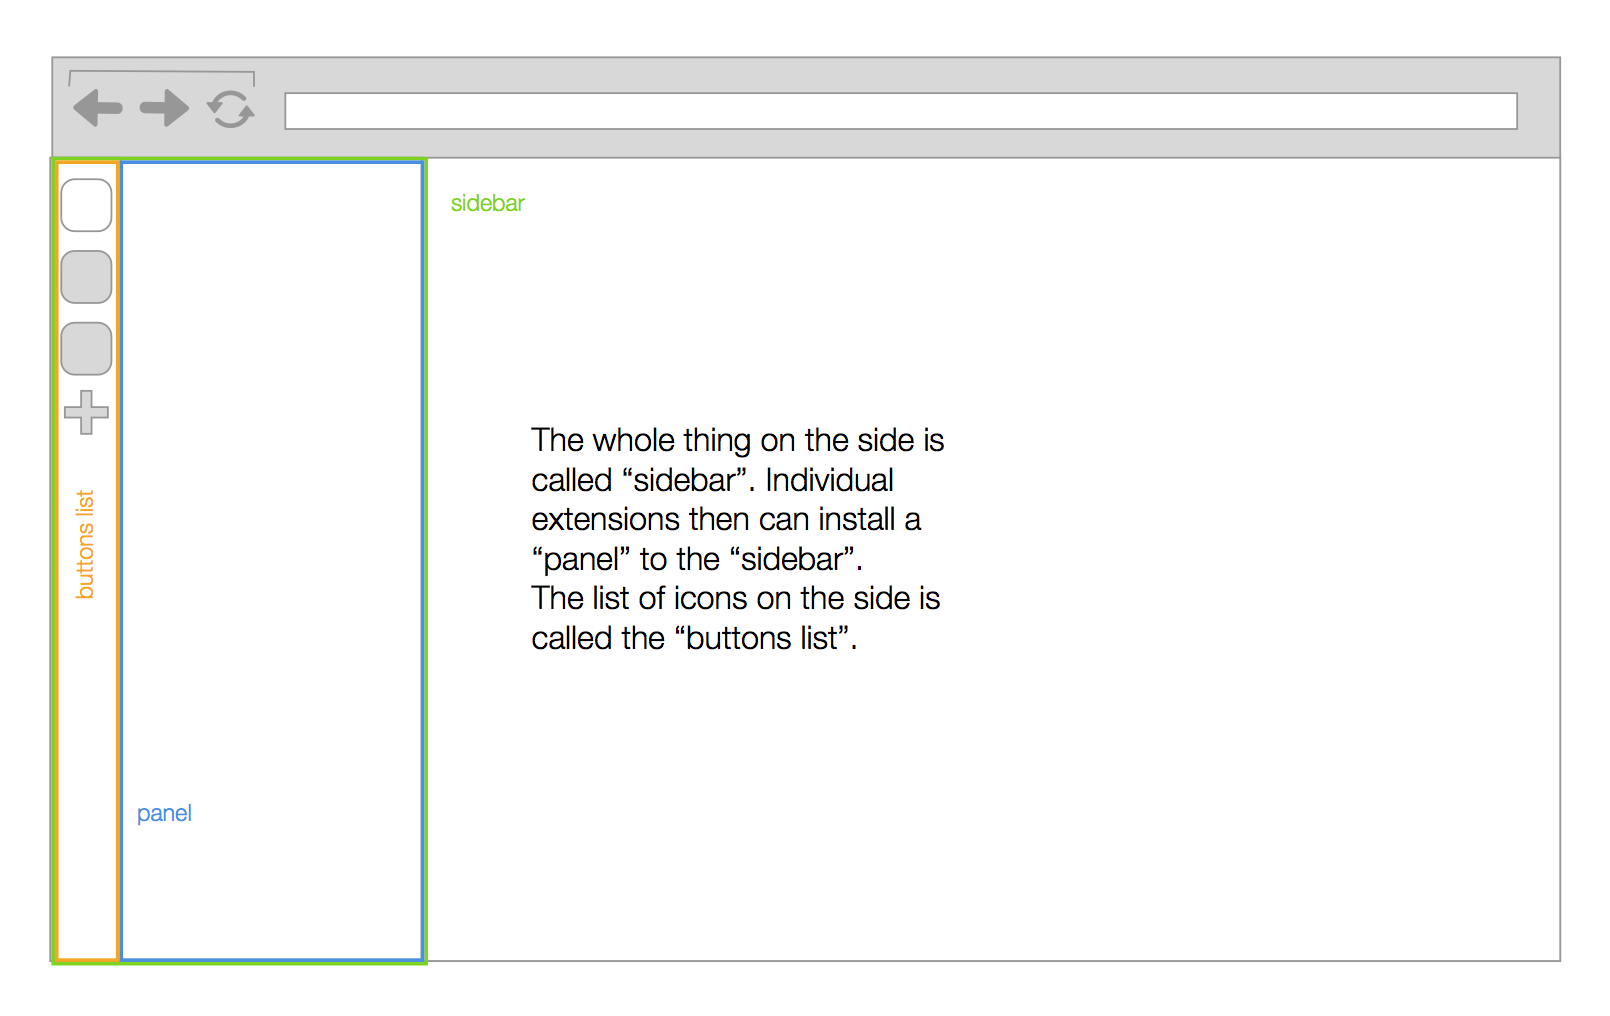 sidebar
The whole thing on the side is
called “sidebar”. Individual
extensions then can install a
“panel” to the “sidebar”.
The list of icons on the side is
called the “buttons list”.
buttons list
panel